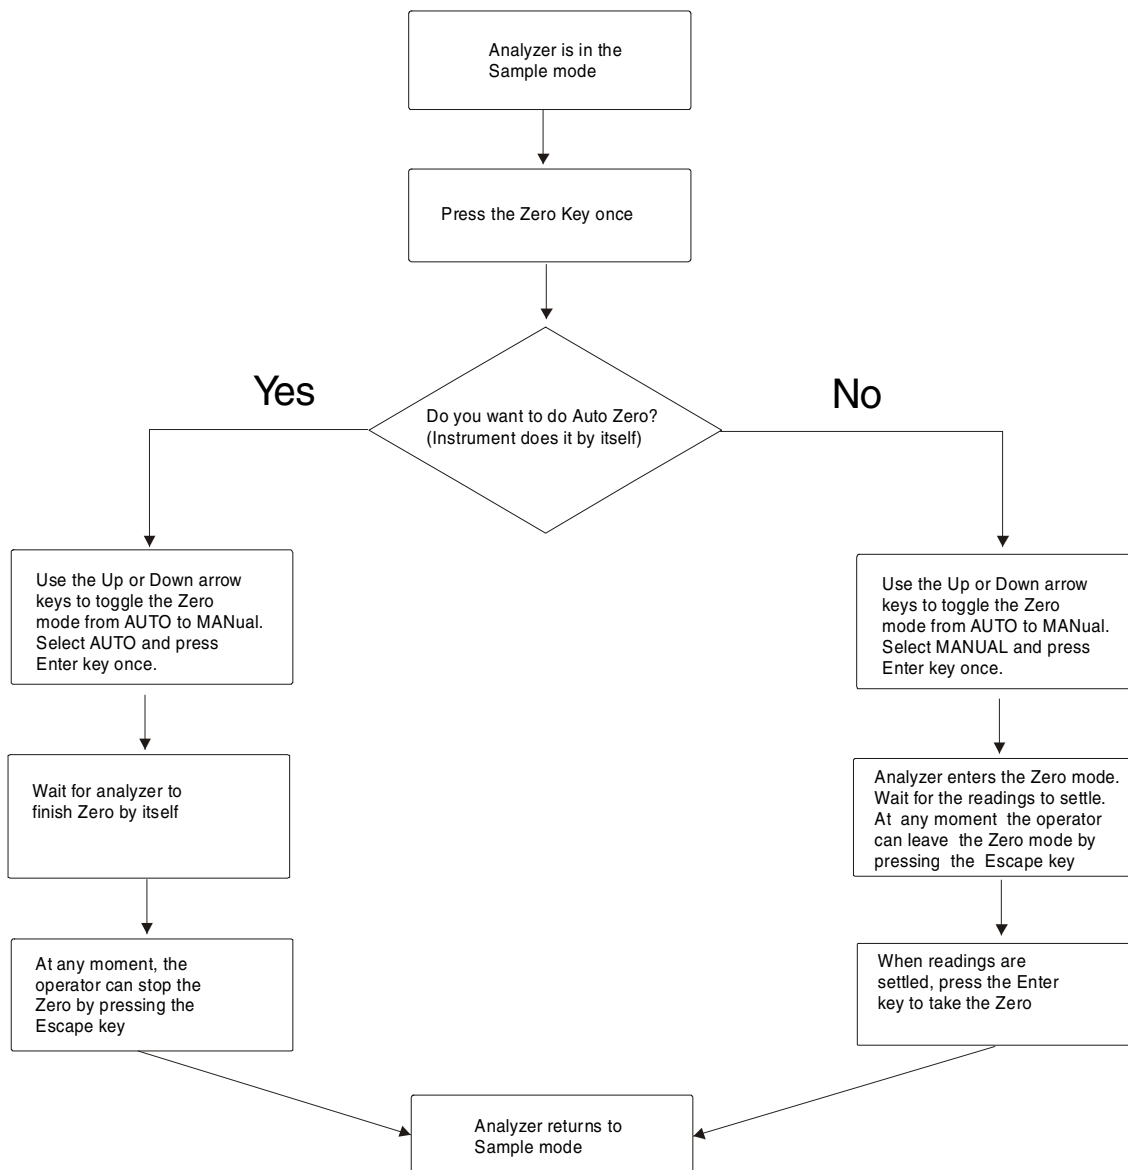 Analyzer is in the
Sample mode
Press the Zero Key once
Yes
No
Do you want to do Auto Zero?
(Instrument does it by itself)
Use the Up or Down arrow
keys to toggle the Zero
mode from AUTO to MANual.
Select AUTO and press
Enter key once.
Use the Up or Down arrow
keys to toggle the Zero
mode from AUTO to MANual.
Select MANUAL and press
Enter key once.
Wait for analyzer to
finish Zero by itself
Analyzer enters the Zero mode.
Wait for the readings to settle.
At any moment the operator
can leave the Zero mode by
pressing the Escape key
At any moment, the
operator can stop the
Zero by pressing the
Escape key
When readings are
settled, press the Enter
key to take the Zero
Analyzer returns to
Sample mode